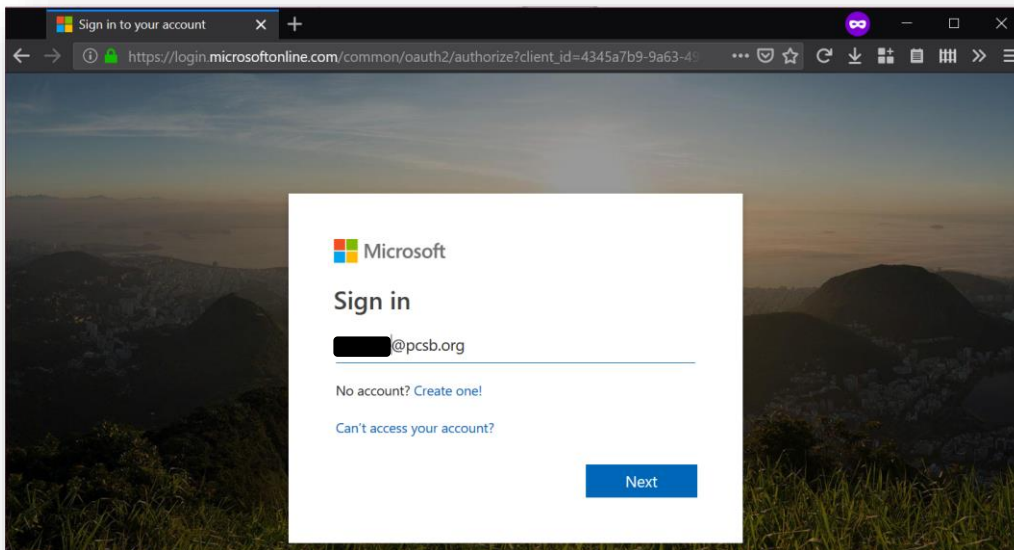 Sign in to your account
https://login.microsoftonline.com/common/oauth2/authorize?client_id=4345a7b9-9a63-49
Microsoft
Sign in
@pcsb.org
No account? Create one!
Can't access your account?
Next